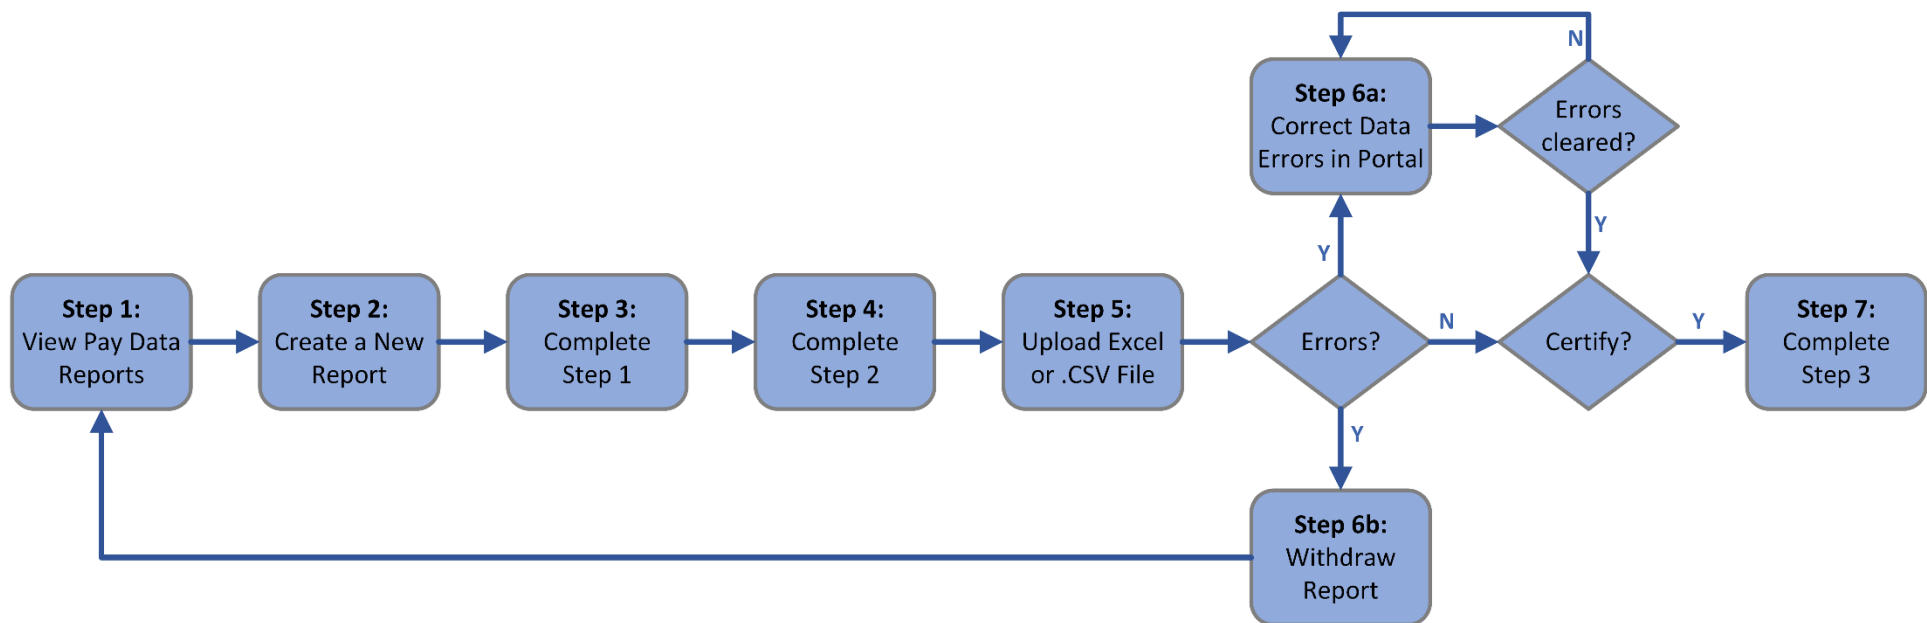 N
Step 6a:
Correct Data
Errors in Portal
Errors
cleared?
Y
Y
Step 1:
View Pay Data
Reports
Step 2:
Create a New
Report
Step 3:
Complete
Step 1
Step 4:
Complete
Step 2
Step 5:
Upload Excel
or .CSV File
Errors?
N
Certify?
Y
Step 7:
Complete
Step 3
Y
Step 6b:
Withdraw
Report